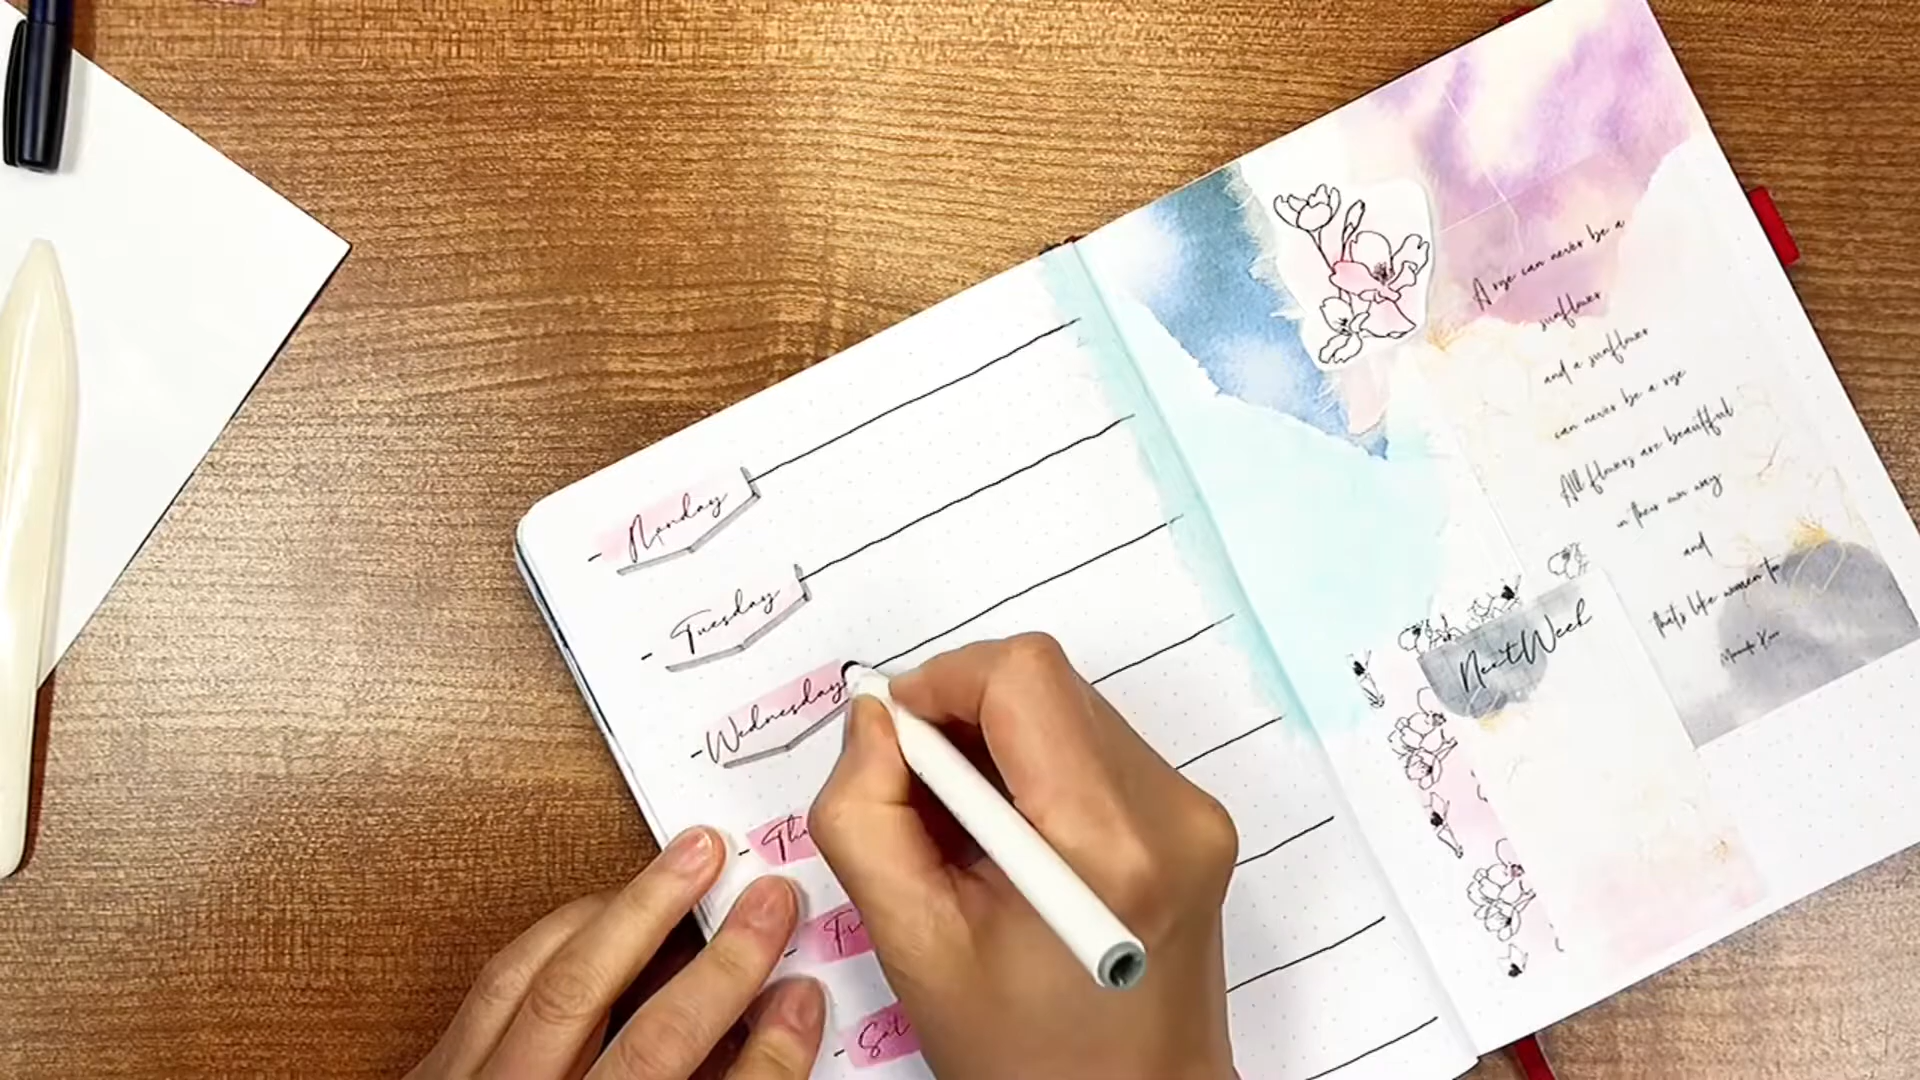 Monday
Tuesday
Wednesday
A rose can never be a
sunflower
and a sunflower
can never be a rose
All flowers are beautiful
in their own way
and
that's like women too
Next Week